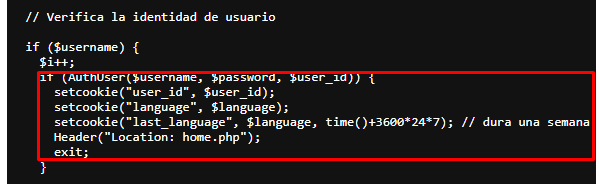 // Verifica la identidad de usuario
if ($username) {
$i++;
if (AuthUser($username, $password, $user_id)) {
setcookie("user_id", $user_id);
setcookie("language", $language);
setcookie("last_language", $language, time()+3600*24*7); // dura una semana
Header("Location: home.php");
exit;
}